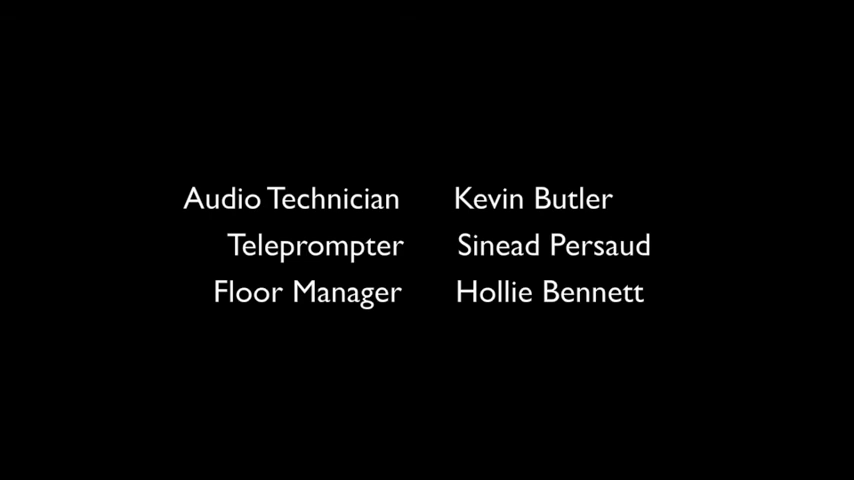 Audio Technician Kevin Butler
Teleprompter Sinead Persaud
Floor Manager Hollie Bennett